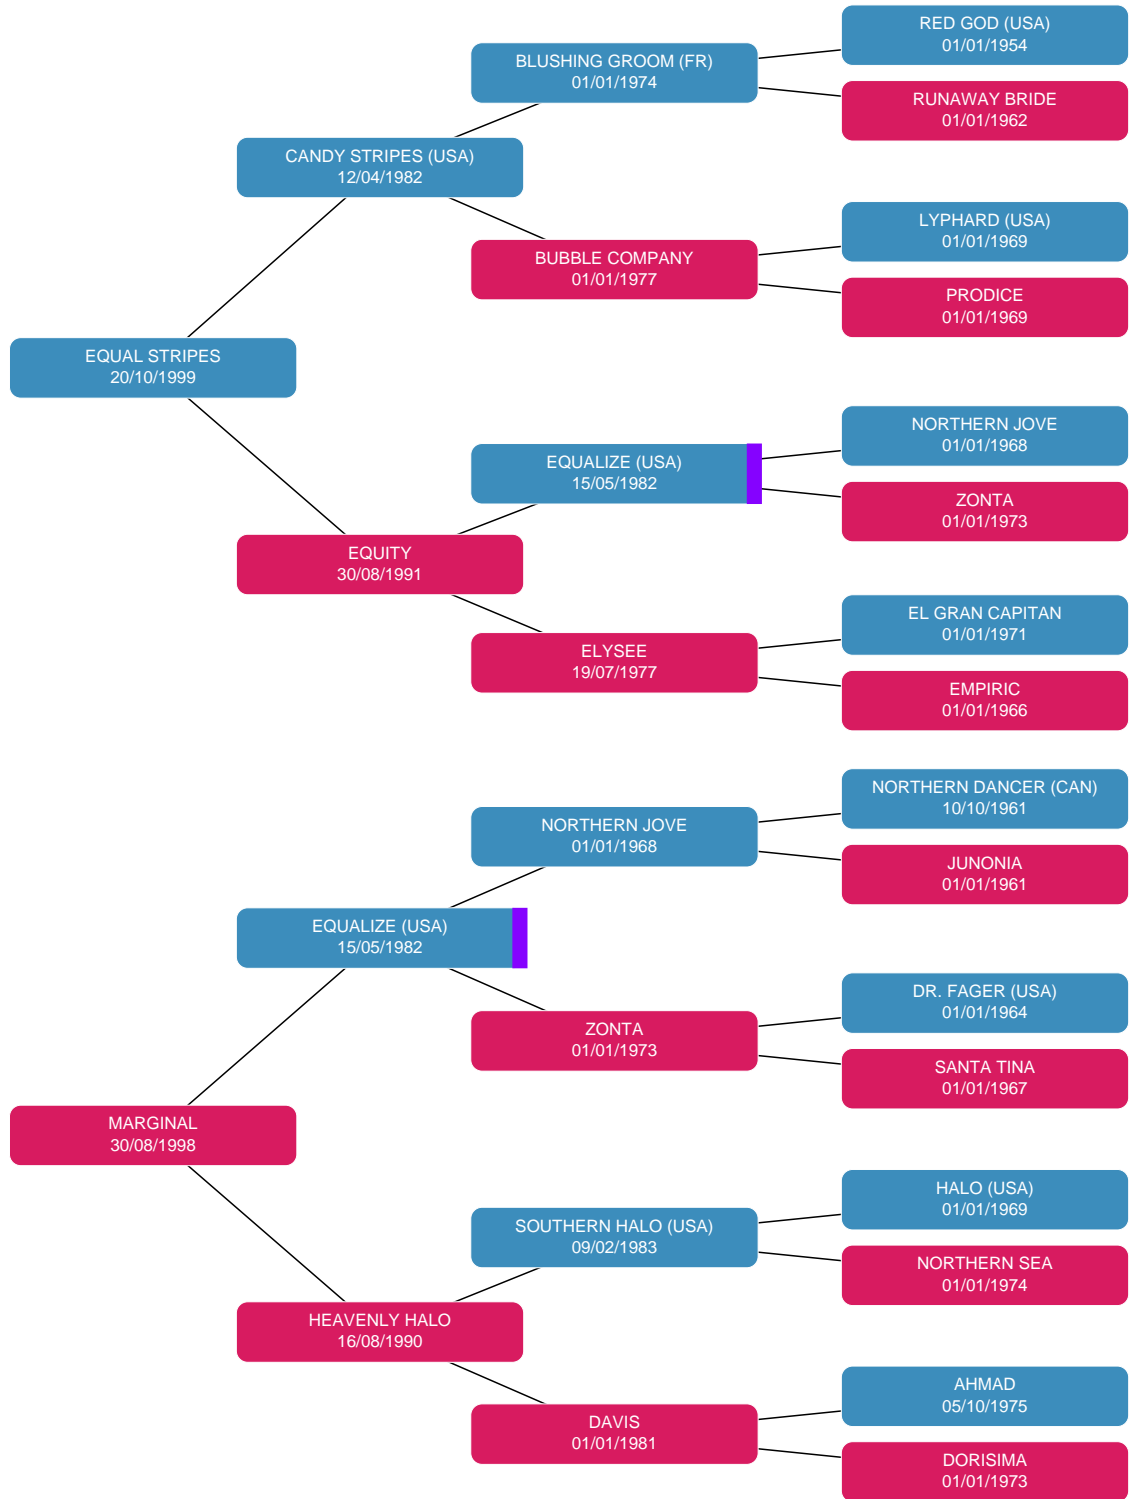 RED GOD (USA)
01/01/1954
BLUSHING GROOM (FR)
01/01/1974
RUNAWAY BRIDE
01/01/1962
CANDY STRIPES (USA)
12/04/1982
LYPHARD (USA)
01/01/1969
BUBBLE COMPANY
01/01/1977
PRODICE
01/01/1969
EQUAL STRIPES
20/10/1999
NORTHERN JOVE
01/01/1968
EQUALIZE (USA)
15/05/1982
ZONTA
01/01/1973
EQUITY
30/08/1991
EL GRAN CAPITAN
01/01/1971
ELYSEE
19/07/1977
EMPIRIC
01/01/1966
NORTHERN DANCER (CAN)
10/10/1961
NORTHERN JOVE
01/01/1968
JUNONIA
01/01/1961
EQUALIZE (USA)
15/05/1982
DR. FAGER (USA)
01/01/1964
ZONTA
01/01/1973
SANTA TINA
01/01/1967
MARGINAL
30/08/1998
HALO (USA)
01/01/1969
SOUTHERN HALO (USA)
09/02/1983
NORTHERN SEA
01/01/1974
HEAVENLY HALO
16/08/1990
AHMAD
05/10/1975
DAVIS
01/01/1981
DORISIMA
01/01/1973